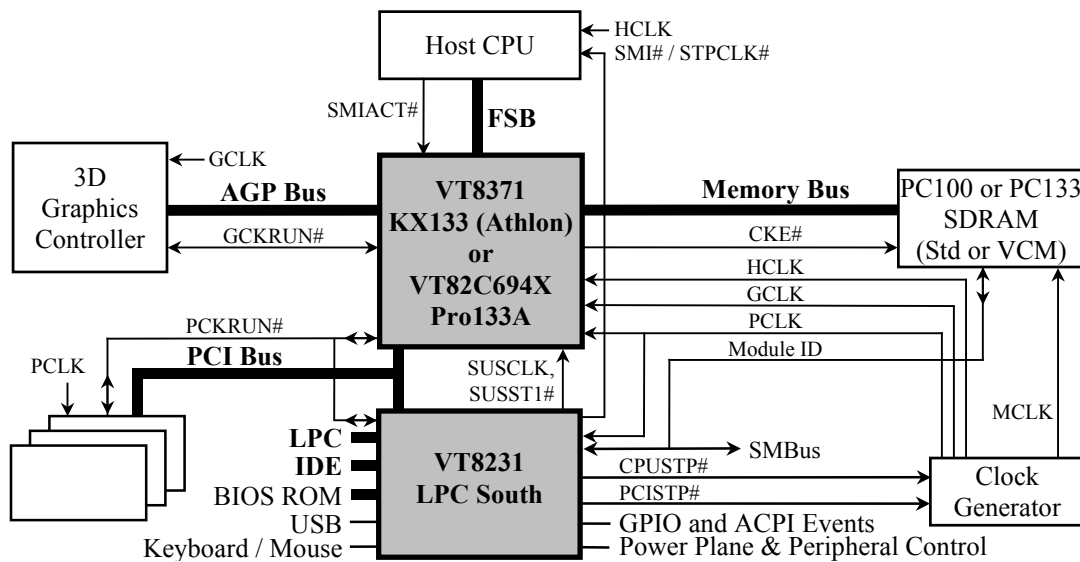 Host CPU
HCLK
SMI# / STPCLK#
SMIACT#
FSB
3D
Graphics
Controller
GCLK
AGP Bus
GCKRUN#
VT8371
KX133 (Athlon)
or
VT82C694X
Pro133A
Memory Bus
PC100 or PC133
SDRAM
(Std or VCM)
CKE#
HCLK
GCLK
PCLK
Module ID
PCKRUN#
PCI Bus
PCLK
SUSCLK,
SUSST1#
MCLK
LPC
IDE
BIOS ROM
USB
Keyboard / Mouse
VT8231
LPC South
SMBus
CPUSTP#
PCISTP#
Clock
Generator
GPIO and ACPI Events
Power Plane & Peripheral Control